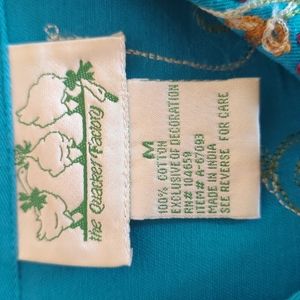 the Quacker Factory
M
100% COTTON
EXCLUSIVE OF DECORATION
RN# 104659
ITEM# A-67093
MADE IN INDIA
SEE REVERSE FOR CARE